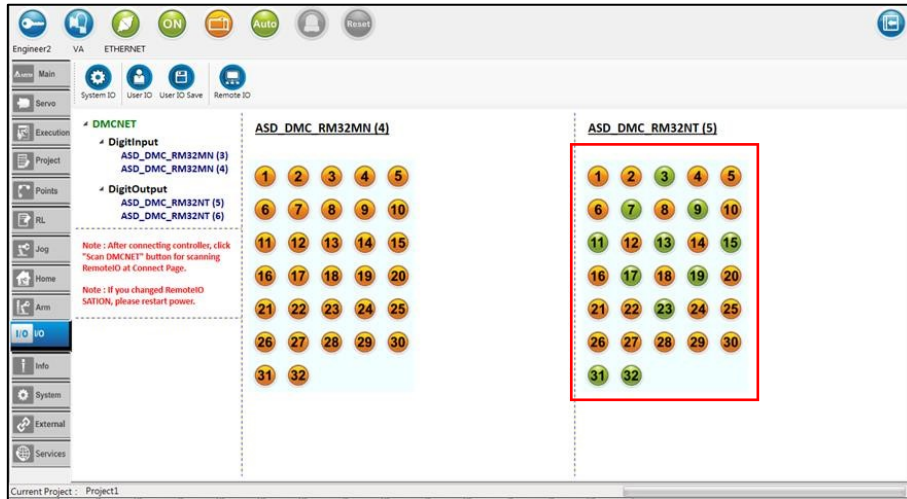 ON Auto Reset
Engineer2 VA ETHERNET
Main
Servo
Execution
Project
Points
RL
Jog
Home
Arm
I/O I/O
Info
System
External
Services
System IO User IO User IO Save Remote IO
DMCNET
DigitInput
ASD_DMC_RM32MN (3)
ASD_DMC_RM32MN (4)
DigitOutput
ASD_DMC_RM32NT (5)
ASD_DMC_RM32NT (6)
Note : After connecting controller, click
"Scan DMCNET" button for scanning
RemoteIO at Connect Page.
Note : If you changed RemoteIO
SATION, please restart power.
ASD_DMC_RM32MN (4)
1 2 3 4 5
6 7 8 9 10
11 12 13 14 15
16 17 18 19 20
21 22 23 24 25
26 27 28 29 30
31 32
ASD_DMC_RM32NT (5)
1 2 3 4 5
6 7 8 9 10
11 12 13 14 15
16 17 18 19 20
21 22 23 24 25
26 27 28 29 30
31 32
Current Project : Project1